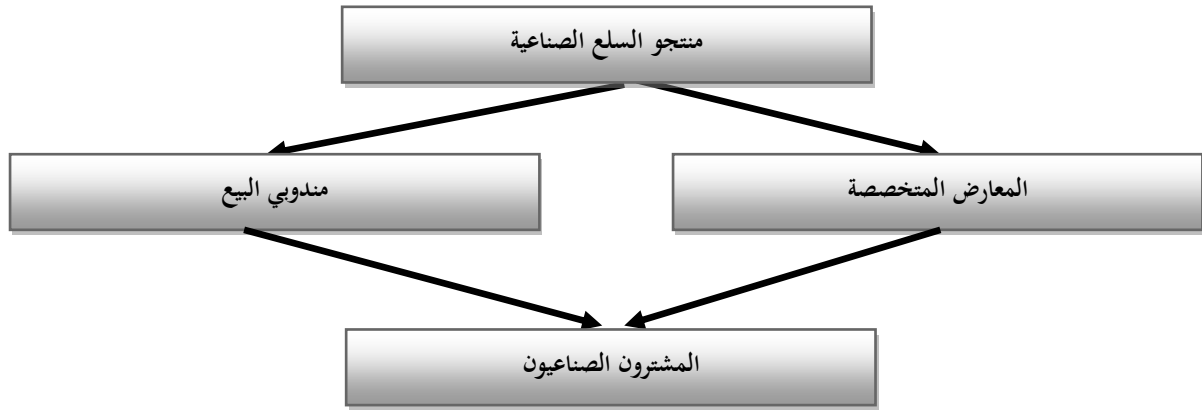 منتجو السلع الصناعية
المعارض المتخصصة
مندوبي البيع
المشترون الصناعيون